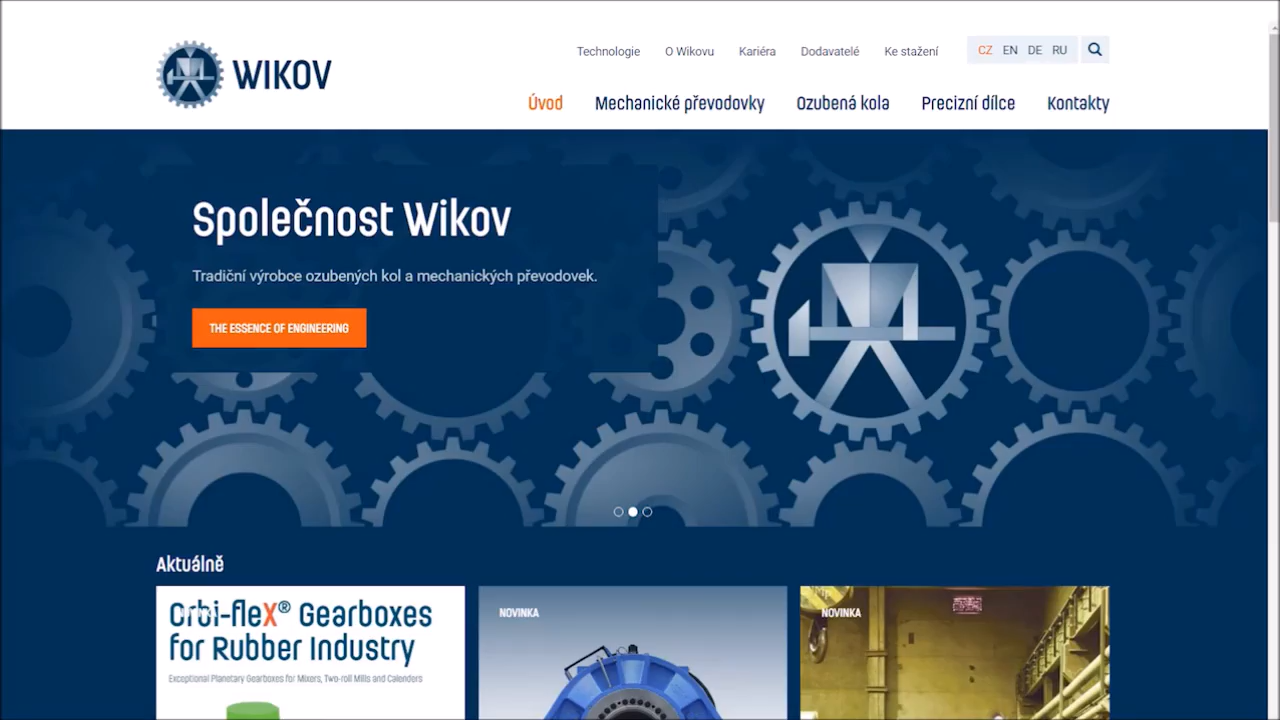 WIKOV
Technologie O Wikovu Kariéra Dodavatelé Ke stažení CZ EN DE RU
Úvod Mechanické převodovky Ozubená kola Precizní dílce Kontakty
Společnost Wikov
Tradiční výrobce ozubených kol a mechanických převodovek.
THE ESSENCE OF ENGINEERING
Aktuálně
Orbi-fleX® Gearboxes
for Rubber Industry
Exceptional Planetary Gearboxes for Mixers, Two-roll Mills and Calenders
NOVINKA
NOVINKA